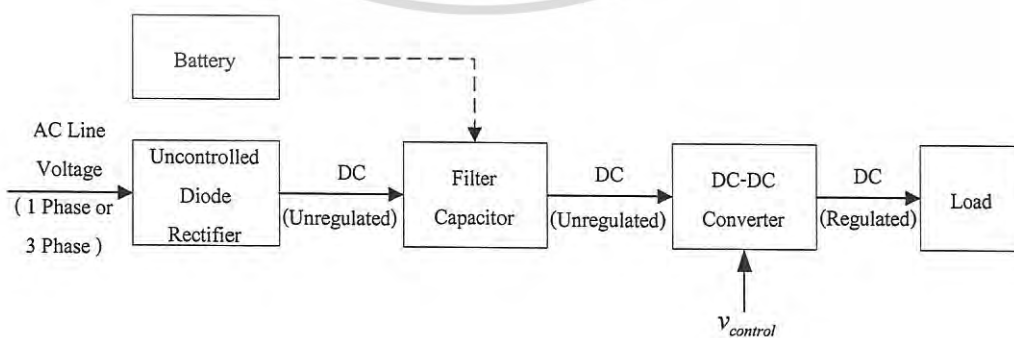 Battery
AC Line
Voltage
( 1 Phase or
3 Phase )
Uncontrolled
Diode
Rectifier
DC
(Unregulated)
Filter
Capacitor
DC
(Unregulated)
DC-DC
Converter
DC
(Regulated)
Load
vcontrol